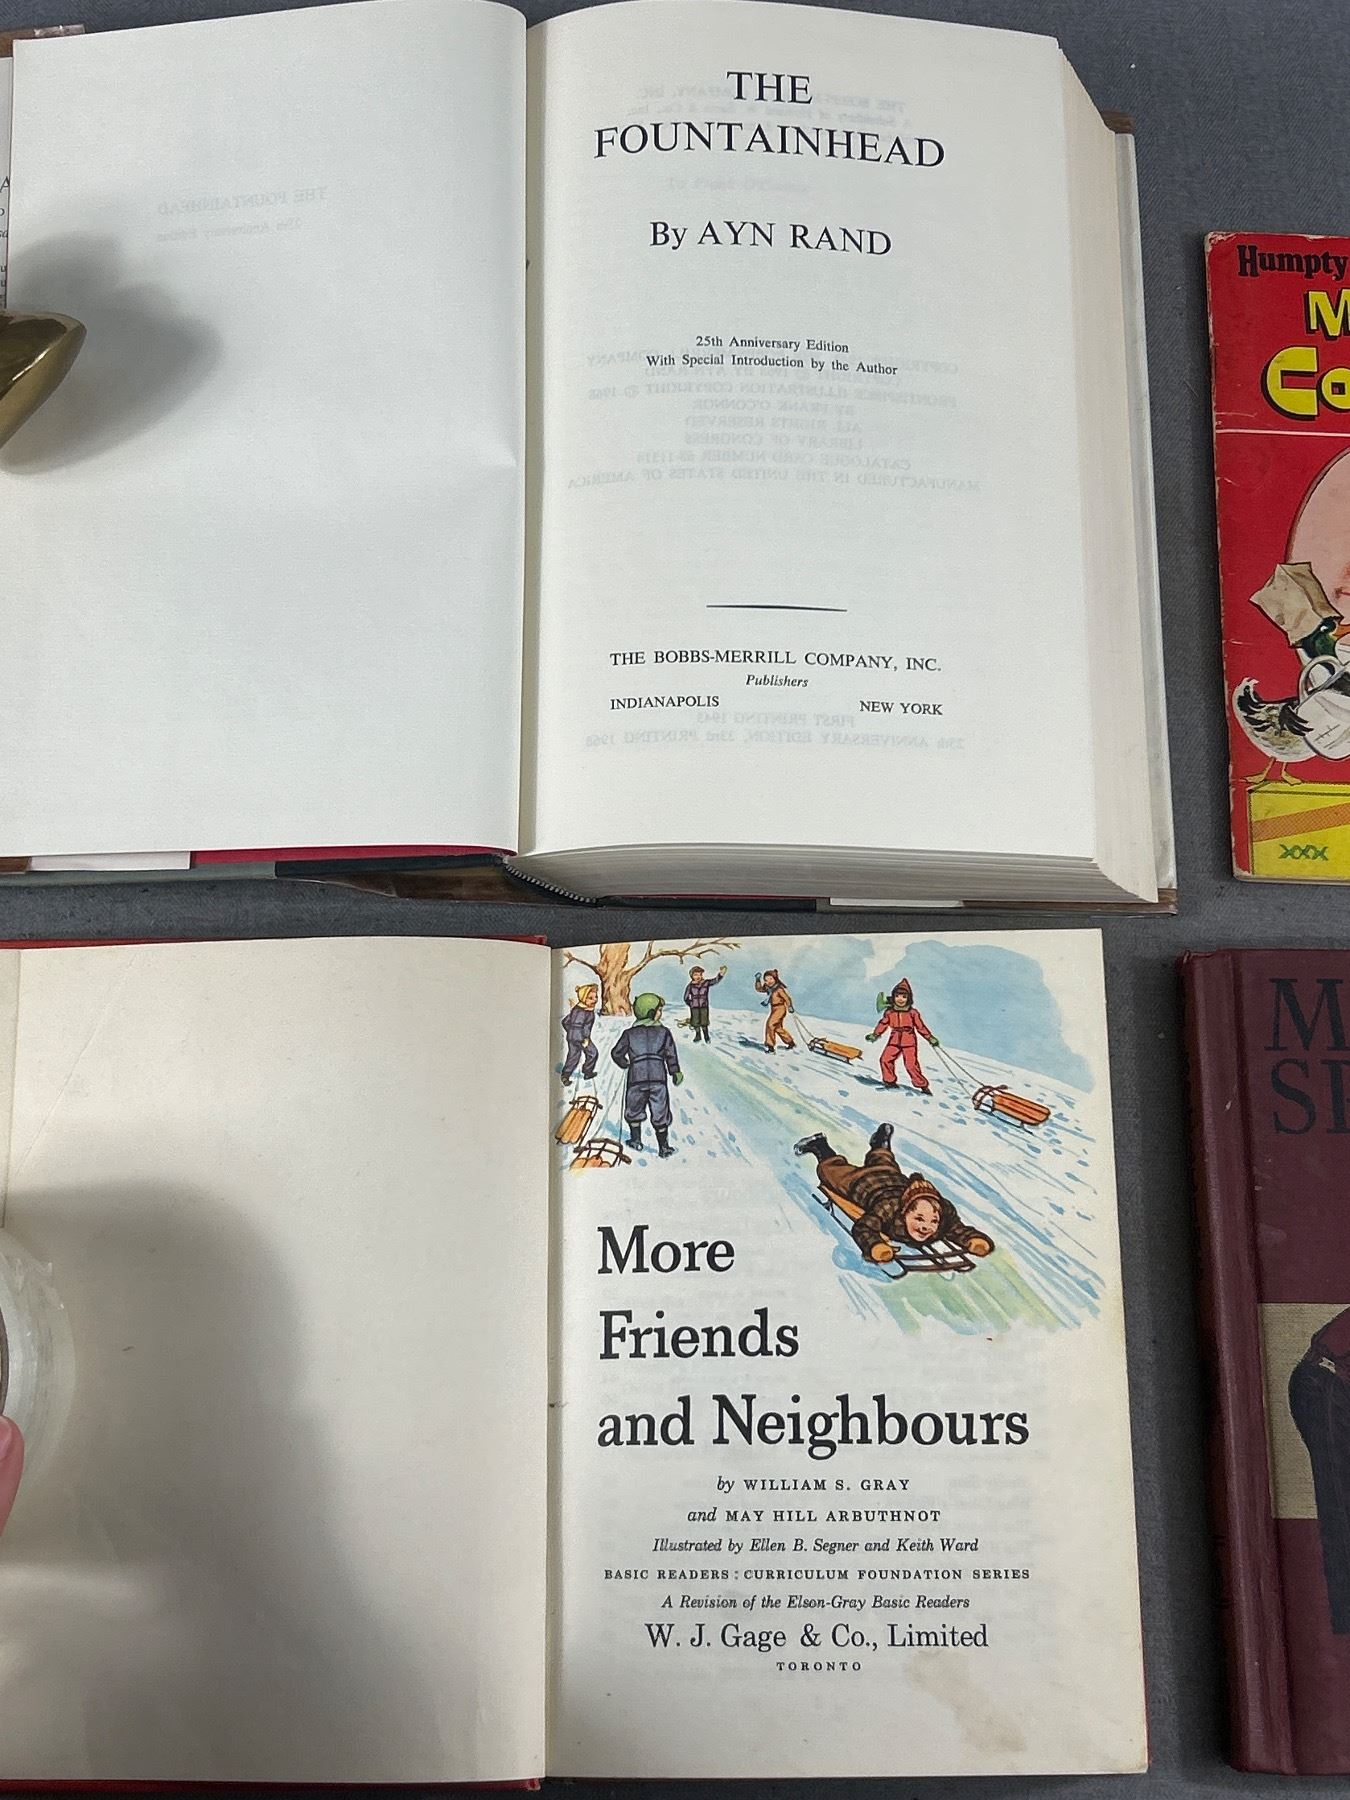 THE
FOUNTAINHEAD
By AYN RAND
25th Anniversary Edition
With Special Introduction by the Author
THE BOBBS-MERRILL COMPANY, INC.
Publishers
INDIANAPOLIS NEW YORK
Humpty
M
Co
XXX
More
Friends
and Neighbours
by WILLIAM S. GRAY
and MAY HILL ARBUTHNOT
Illustrated by Ellen B. Segner and Keith Ward
BASIC READERS : CURRICULUM FOUNDATION SERIES
A Revision of the Elson-Gray Basic Readers
W. J. Gage & Co., Limited
TORONTO
M